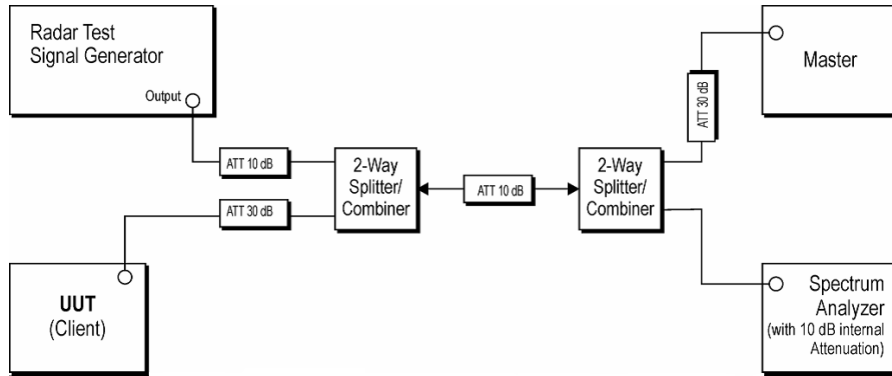 Radar Test
Signal Generator
Output
ATT 10 dB
ATT 30 dB
2-Way
Splitter/
Combiner
ATT 10 dB
2-Way
Splitter/
Combiner
ATT 30 dB
Master
UUT
(Client)
Spectrum
Analyzer
(with 10 dB internal
Attenuation)